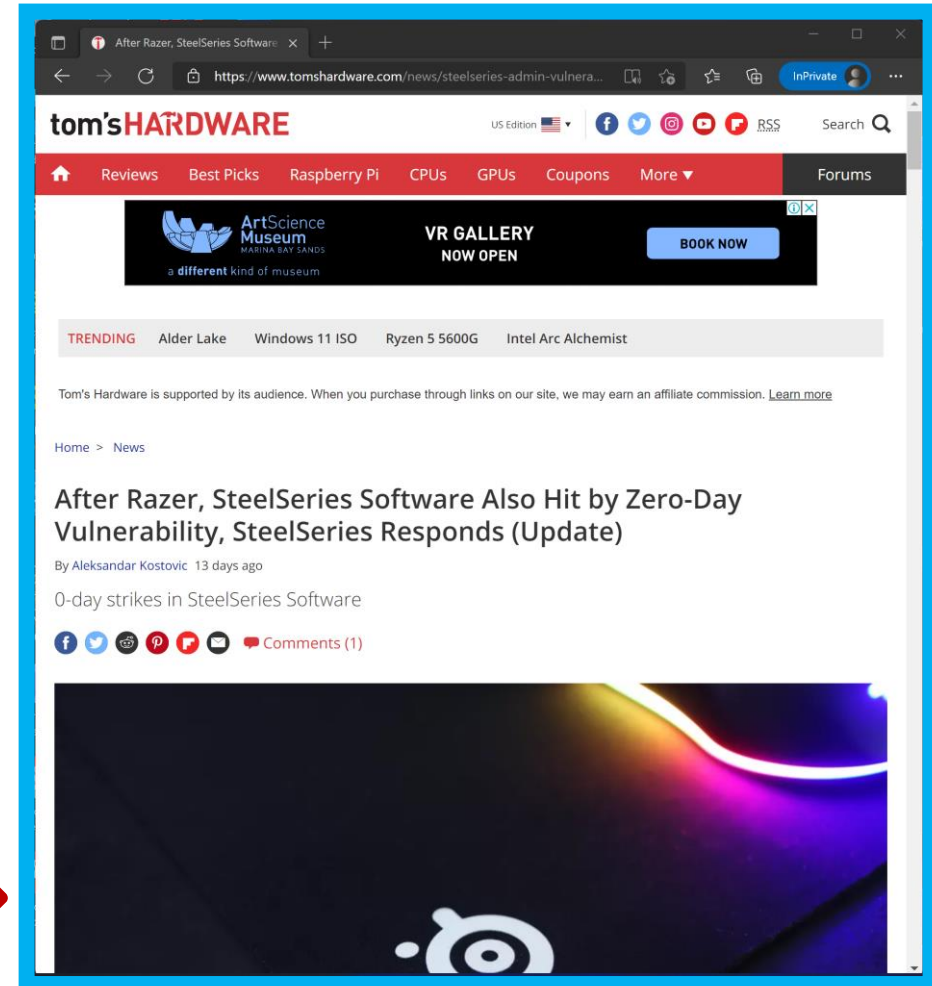 After Razer, SteelSeries Software
https://www.tomshardware.com/news/steelseries-admin-vulnera...
InPrivate
tom's HARDWARE
US Edition
RSS
Search
Reviews Best Picks Raspberry Pi CPUs GPUs Coupons More Forums
ArtScience
Museum
MARINA BAY SANDS
a different kind of museum
VR GALLERY
NOW OPEN
BOOK NOW
TRENDING Alder Lake Windows 11 ISO Ryzen 5 5600G Intel Arc Alchemist
Tom's Hardware is supported by its audience. When you purchase through links on our site, we may earn an affiliate commission. Learn more
Home > News
After Razer, SteelSeries Software Also Hit by Zero-Day
Vulnerability, SteelSeries Responds (Update)
By Aleksandar Kostovic 13 days ago
0-day strikes in SteelSeries Software
Comments (1)